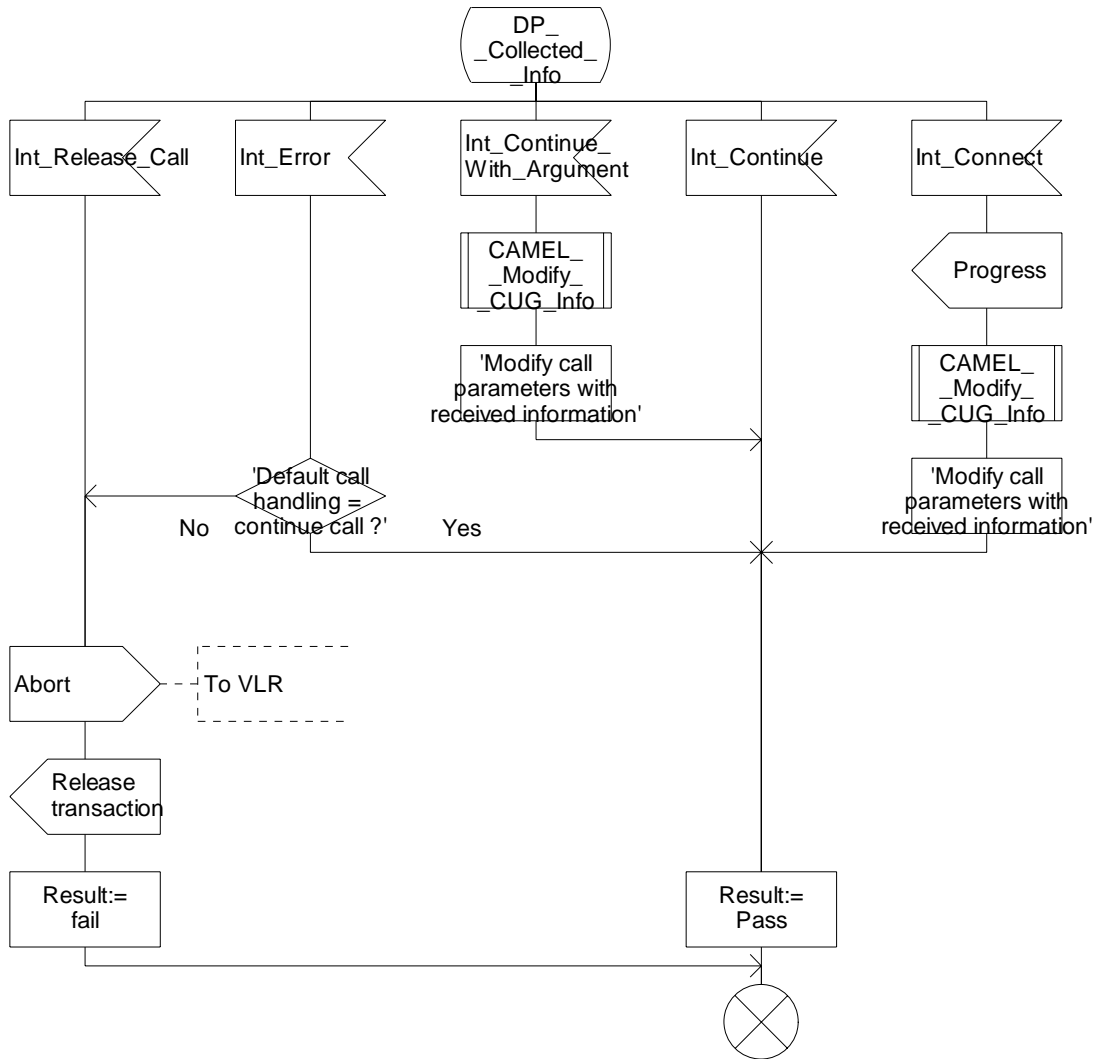 DP_
_Collected_
_Info
Int_Release_Call
Int_Error
Int_Continue_
With_Argument
Int_Continue
Int_Connect
CAMEL_
_Modify_
_CUG_Info
Progress
'Modify call
parameters with
received information'
CAMEL_
_Modify_
_CUG_Info
'Default call
handling =
continue call ?'
No
Yes
'Modify call
parameters with
received information'
Abort
To VLR
Release
transaction
Result:=
fail
Result:=
Pass